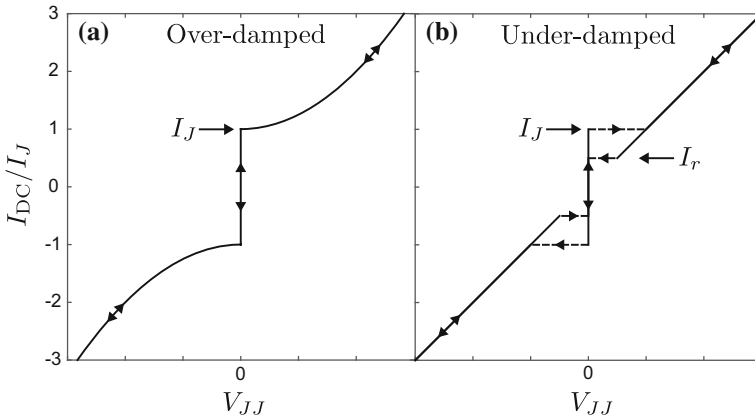 3
2
1
0
-1
-2
-3
I_DC/I_J
(a) Over-damped
I_J
0
V_JJ
(b) Under-damped
I_J
I_r
0
V_JJ